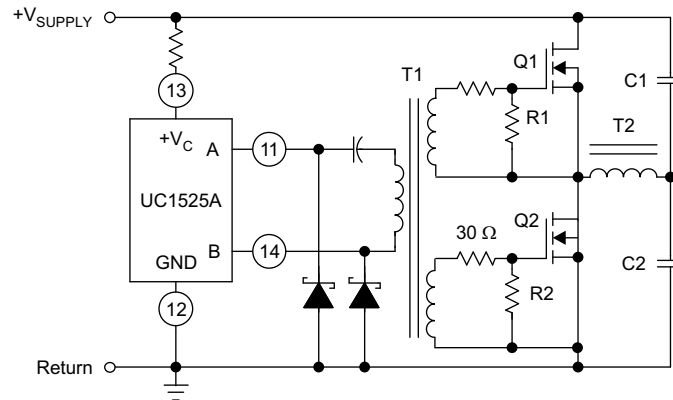 +VSUPPLY
Q1
T1
C1
13
R1
T2
+VC
A
11
UC1525A
Q2
30 Ω
B
14
GND
C2
R2
12
Return